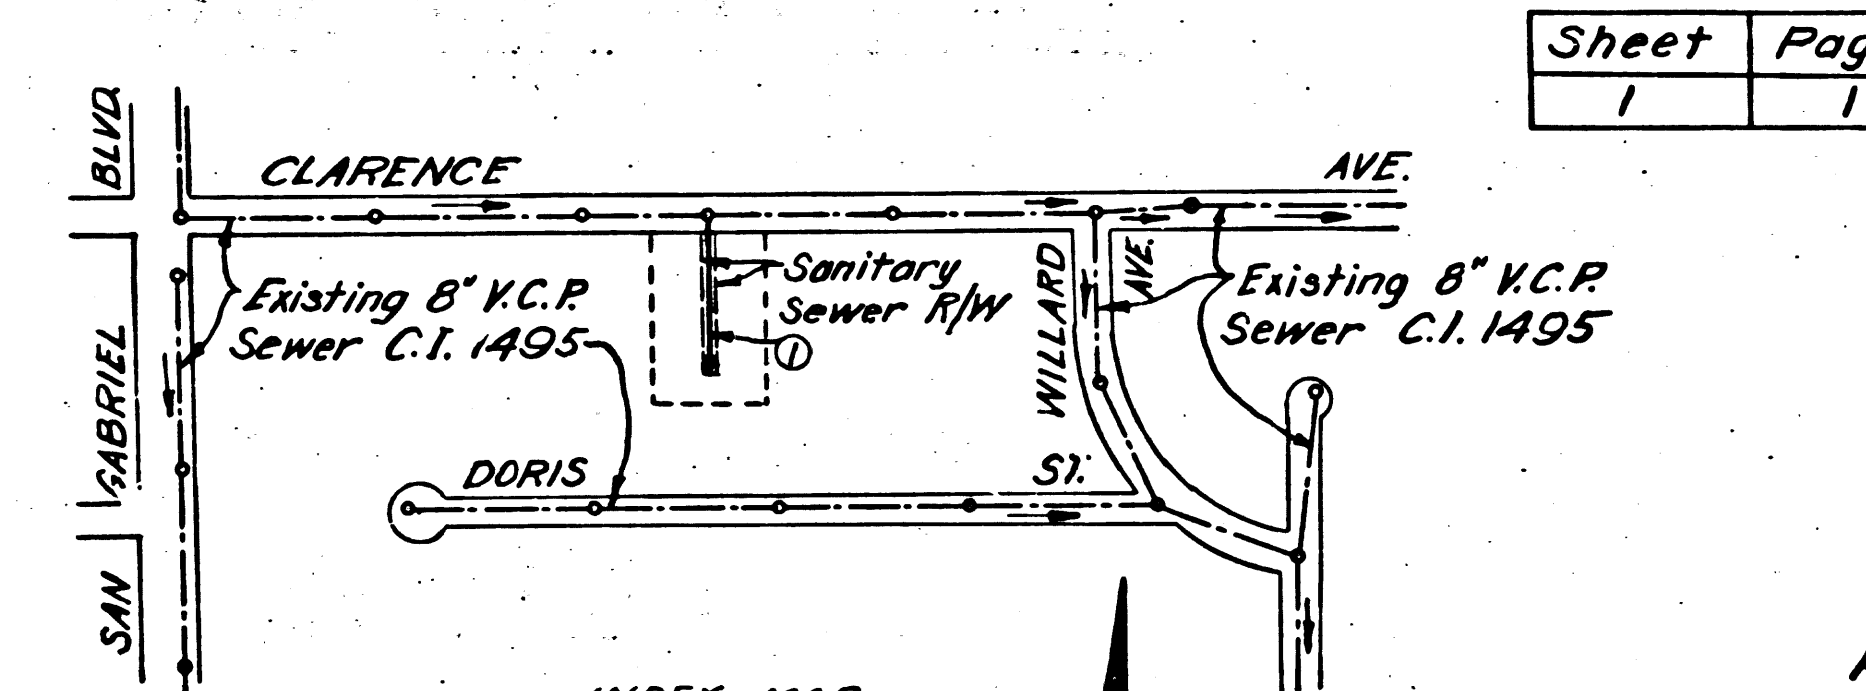 Sheet
1
1
BLVD.
CLARENCE AVE.
Existing 8" V.C.P.
Sewer C.I. 1495
Sanitary
Sewer R/W
1
WILLARD AVE.
Existing 8" V.C.P.
Sewer C.I. 1495
SAN GABRIEL
DORIS ST.